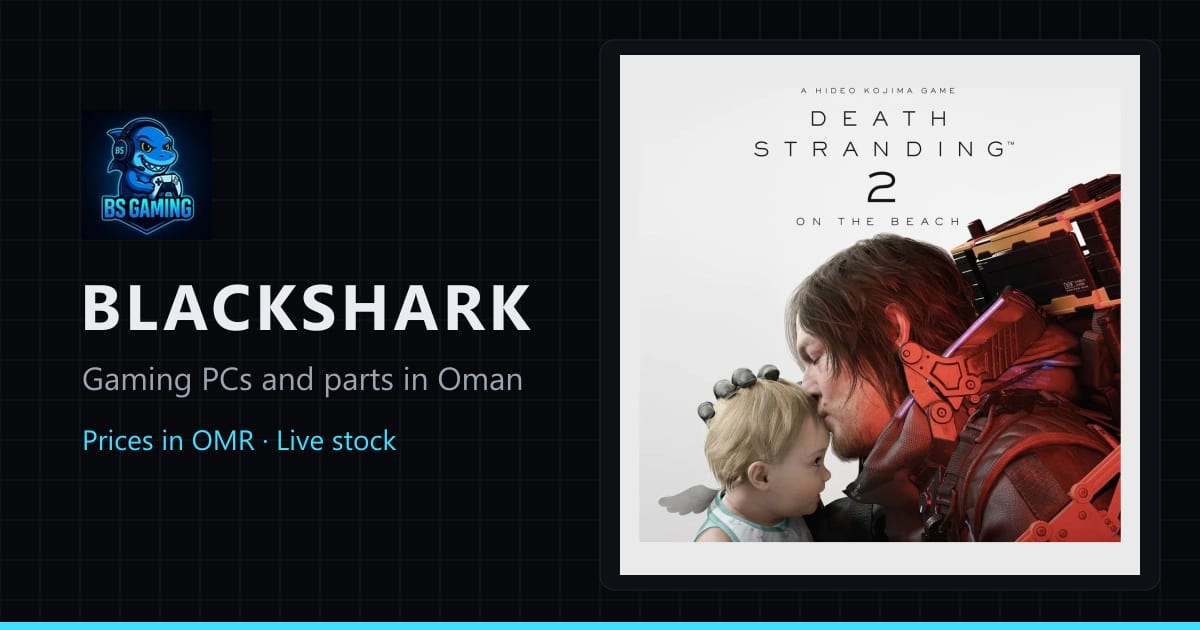 BS
BS GAMING
BLACKSHARK
Gaming PCs and parts in Oman
Prices in OMR · Live stock
A HIDEO KOJIMA GAME
DEATH
STRANDING™
2
ON THE BEACH